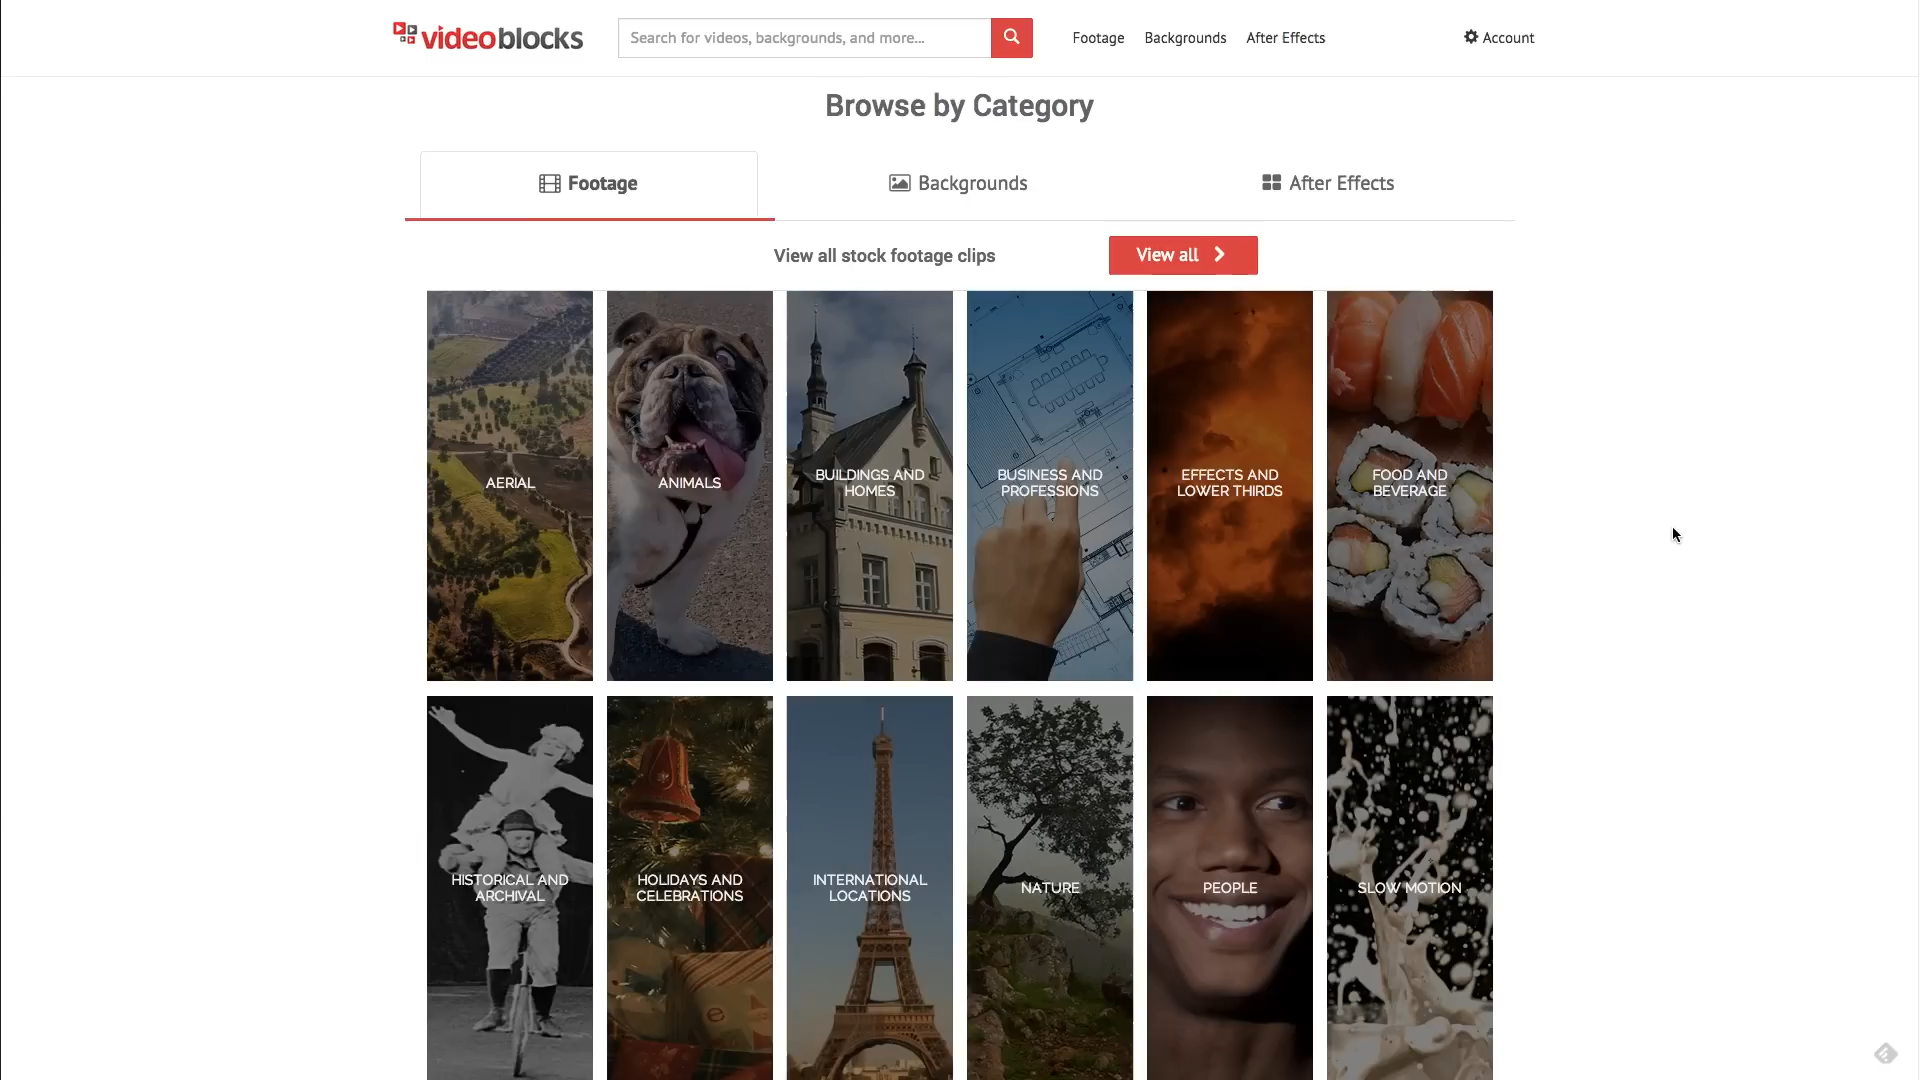 videoblocks
Search for videos, backgrounds, and more...
Footage
Backgrounds
After Effects
Account
Browse by Category
Footage
Backgrounds
After Effects
View all stock footage clips
View all
AERIAL
ANIMALS
BUILDINGS AND
HOMES
BUSINESS AND
PROFESSIONS
EFFECTS AND
LOWER THIRDS
FOOD AND
BEVERAGE
HISTORICAL AND
ARCHIVAL
HOLIDAYS AND
CELEBRATIONS
INTERNATIONAL
LOCATIONS
NATURE
PEOPLE
SLOW MOTION